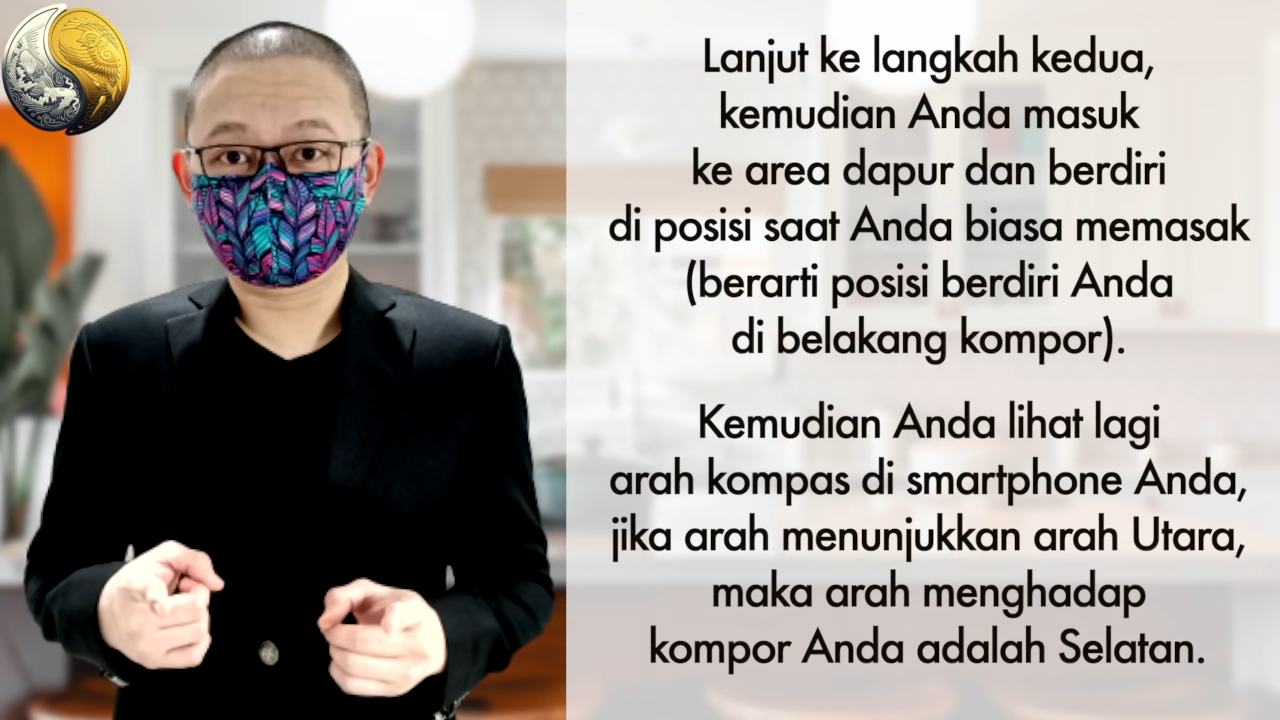 Lanjut ke langkah kedua,
kemudian Anda masuk
ke area dapur dan berdiri
di posisi saat Anda biasa memasak
(berarti posisi berdiri Anda
di belakang kompor).
Kemudian Anda lihat lagi
arah kompas di smartphone Anda,
jika arah menunjukkan arah Utara,
maka arah menghadap
kompor Anda adalah Selatan.